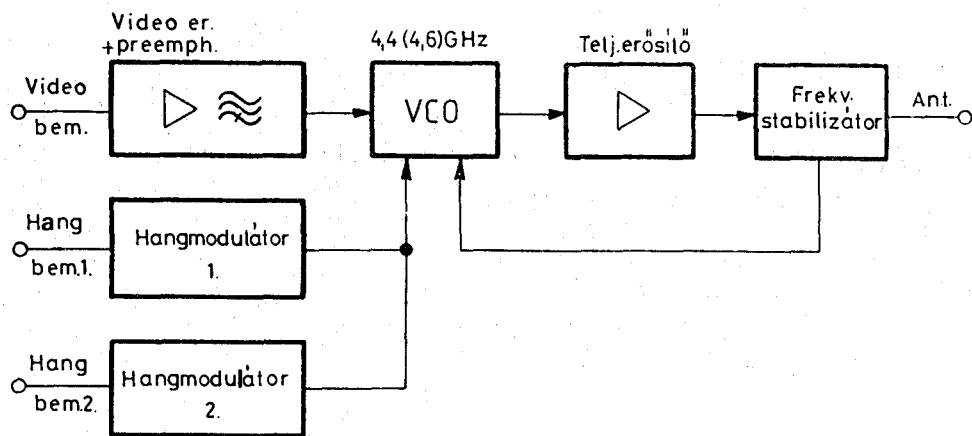 Video er.
+preemph.
4,4 (4,6) GHz
Telj.erősítő
Video
bem.
VCO
Frekv.
stabilizátor
Ant.
Hang
bem.1.
Hangmodulátor
1.
Hang
bem.2.
Hangmodulátor
2.